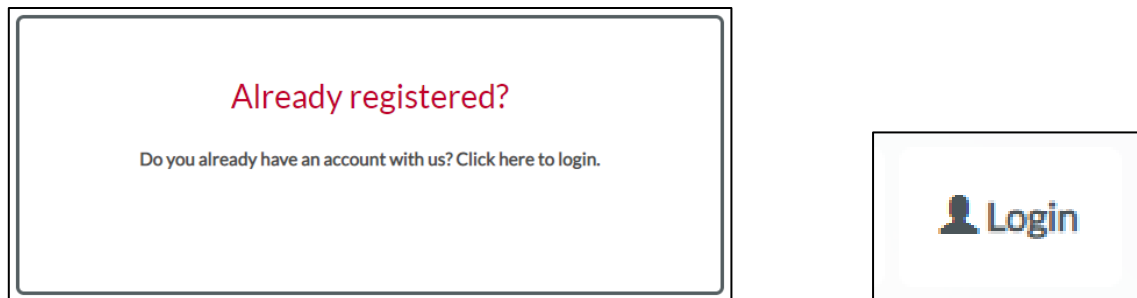 Already registered?
Do you already have an account with us? Click here to login.
Login